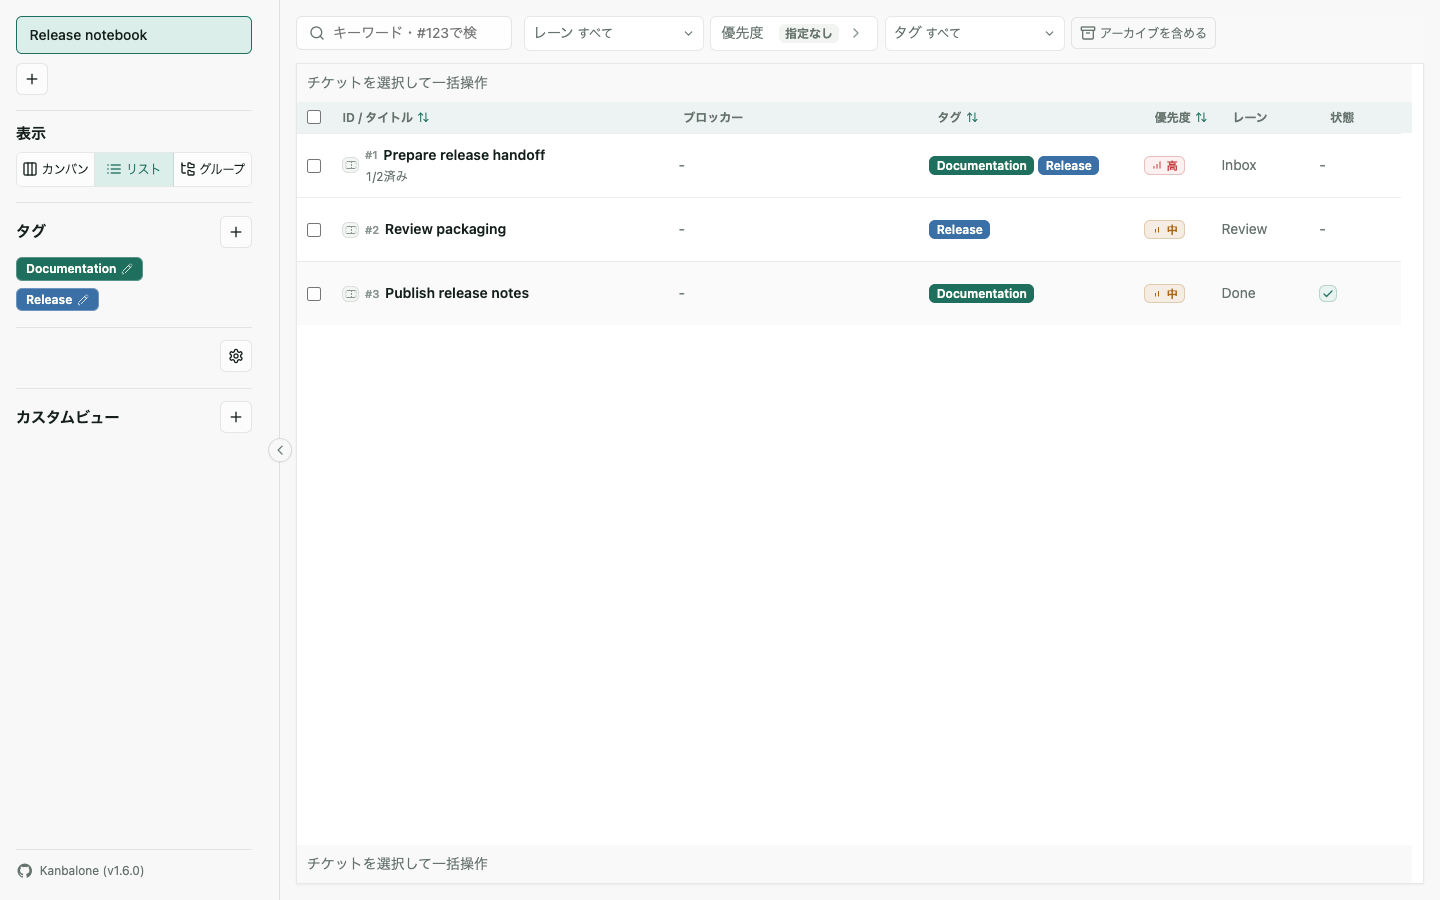 Release notebook
表示
カンバン リスト グループ
タグ
Documentation
Release
カスタムビュー
Kanbalone (v1.6.0)
キーワード・#123で検 レーン すべて 優先度 指定なし タグ すべて アーカイブを含める
チケットを選択して一括操作
ID / タイトル ブロッカー タグ 優先度 レーン 状態
#1 Prepare release handoff - Documentation Release 高 Inbox -
1/2済み
#2 Review packaging - Release 中 Review -
#3 Publish release notes - Documentation 中 Done
チケットを選択して一括操作